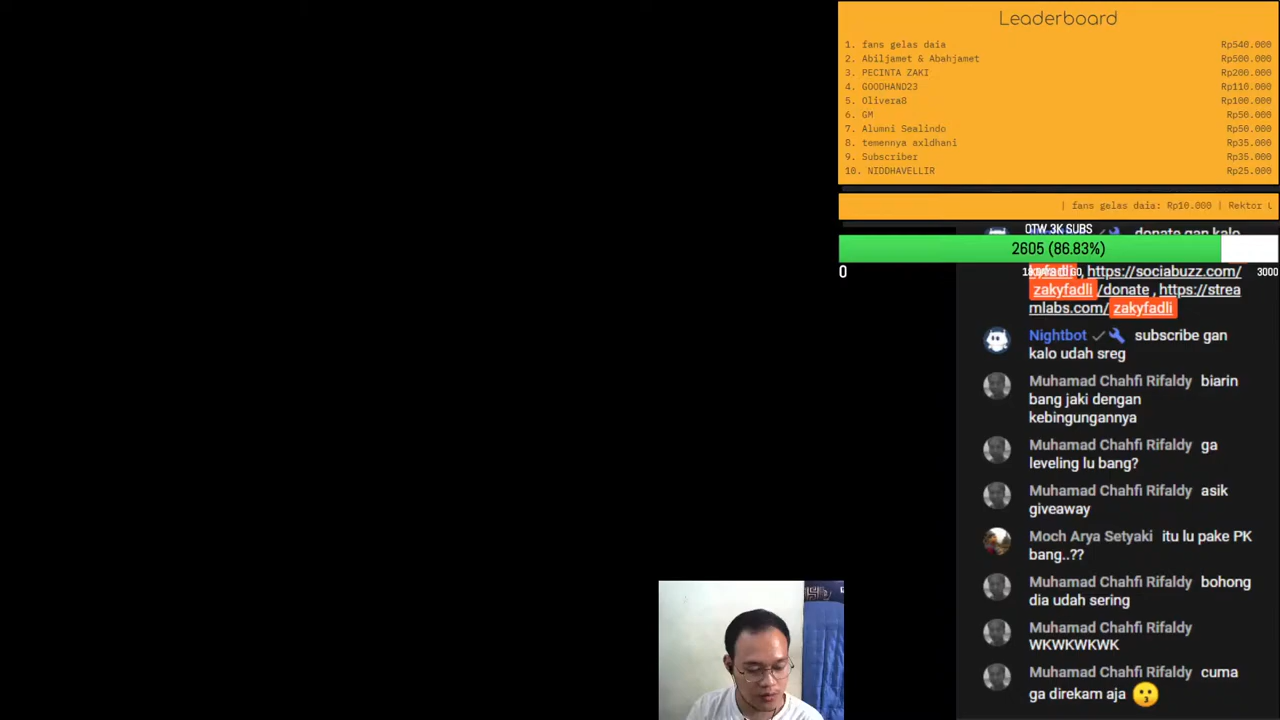 Leaderboard
1. fans gelas daia Rp540.000
2. Abiljamet & Abahjamet Rp500.000
3. PECINTA ZAKI Rp200.000
4. GOODHAND23 Rp110.000
5. Olivera8 Rp100.000
6. GM Rp50.000
7. Alumni Sealindo Rp50.000
8. temennya axldhani Rp35.000
9. Subscriber Rp35.000
10. NIDDHAVELLIR Rp25.000
| fans gelas daia: Rp10.000 | Rektor
OTW 3K SUBS
donate gan kalo
2605 (86.83%)
0
3000
kyfadli , https://sociabuzz.com/
zakyfadli /donate , https://strea
mlabs.com/ zakyfadli
Nightbot subscribe gan
kalo udah sreg
Muhamad Chahfi Rifaldy biarin
bang jaki dengan
kebingungannya
Muhamad Chahfi Rifaldy ga
leveling lu bang?
Muhamad Chahfi Rifaldy asik
giveaway
Moch Arya Setyaki itu lu pake PK
bang..??
Muhamad Chahfi Rifaldy bohong
dia udah sering
Muhamad Chahfi Rifaldy
WKWKWKWK
Muhamad Chahfi Rifaldy cuma
ga direkam aja 😗